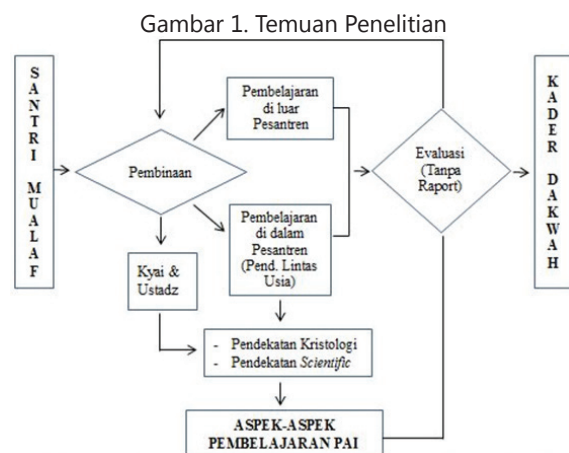 Gambar 1. Temuan Penelitian
S
A
N
T
R
I
M
U
A
L
A
F
Pembinaan
Pembelajaran
di luar
Pesantren
Pembelajaran
di dalam
Pesantren
(Pend. Lintas
Usia)
Kyai &
Ustadz
- Pendekatan Kristologi
- Pendekatan Scientific
ASPEK-ASPEK
PEMBELAJARAN PAI
Evaluasi
(Tanpa
Raport)
K
A
D
E
R
D
A
K
W
A
H